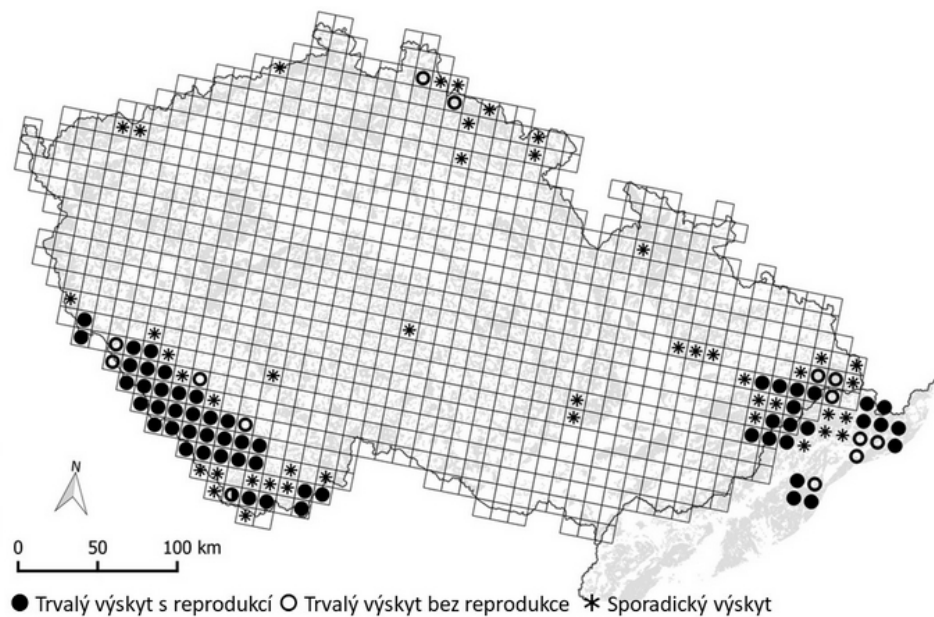 N
0 50 100 km
Trvalý výskyt s reprodukcí Trvalý výskyt bez reprodukce Sporadický výskyt